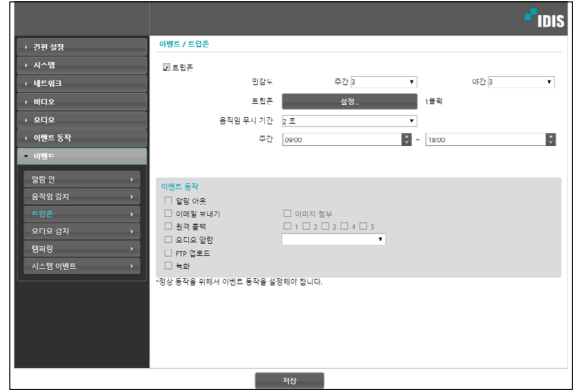 IDIS
간편 설정
시스템
네트워크
비디오
오디오
이벤트 동작
이벤트
알람 인
움직임 감지
트립존
오디오 감지
탬퍼링
시스템 이벤트
이벤트 / 트립존
트립존
민감도 주간 3 야간 3
트립존 설정... 1블럭
움직임 무시 기간 2 초
주간 09:00 ~ 18:00
이벤트 동작
알람 아웃
이메일 보내기 이미지 첨부
원격 콜백 1 2 3 4 5
오디오 알람
FTP 업로드
녹화
*정상 동작을 위해서 이벤트 동작을 설정해야 합니다.
저장